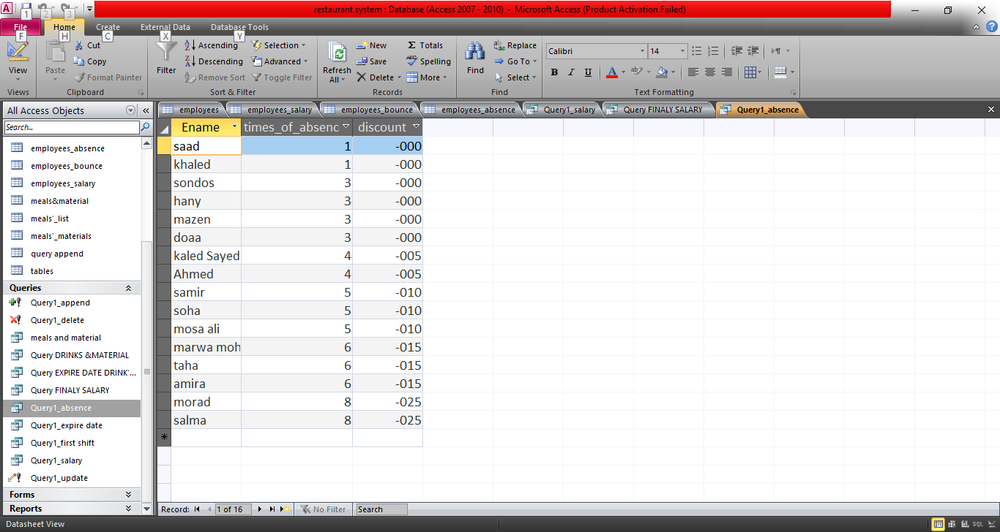 A 1 2 3
restaurant system : Database (Access 2007 - 2010) - Microsoft Access (Product Activation Failed)
File Home Create External Data Database Tools
F H C X Y
View
Views
Paste
Cut
Copy
Format Painter
Clipboard
Filter
Ascending
Descending
Remove Sort
Selection
Advanced
Toggle Filter
Sort & Filter
Refresh All
New
Save
Delete
Totals
Spelling
More
Records
Find
Replace
Go To
Select
Find
Calibri 14
B I U A ab
Text Formatting
All Access Objects
Search...
employees_absence
employees_bounce
employees_salary
meals&material
meals'_list
meals'_materials
query append
tables
Queries
Query1_append
Query1_delete
meals and material
Query DRINKS &MATERIAL
Query EXPIRE DATE DRINK'...
Query FINALY SALARY
Query1_absence
Query1_expire date
Query1_first shift
Query1_salary
Query1_update
Forms
Reports
employees employees_salary employees_bounce employees_absence Query1_salary Query FINALY SALARY Query1_absence
Ename times_of_absenc discount
saad 1 -000
khaled 1 -000
sondos 3 -000
hany 3 -000
mazen 3 -000
doaa 3 -000
kaled Sayed 4 -005
Ahmed 4 -005
samir 5 -010
soha 5 -010
mosa ali 5 -010
marwa moh 6 -015
taha 6 -015
amira 6 -015
morad 8 -025
salma 8 -025
Record: 1 of 16 No Filter Search
Datasheet View SQL